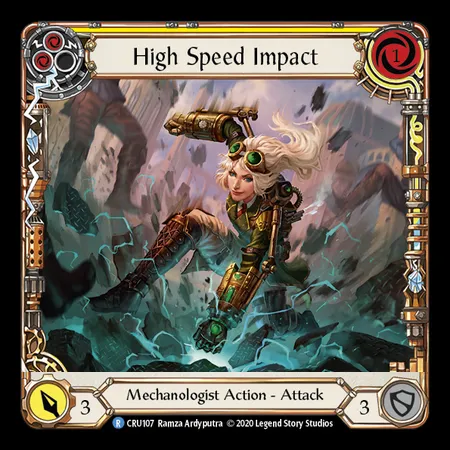 High Speed Impact
1
Mechanologist Action - Attack
3
3
R CRU107 Ramza Ardyputra © 2020 Legend Story Studios